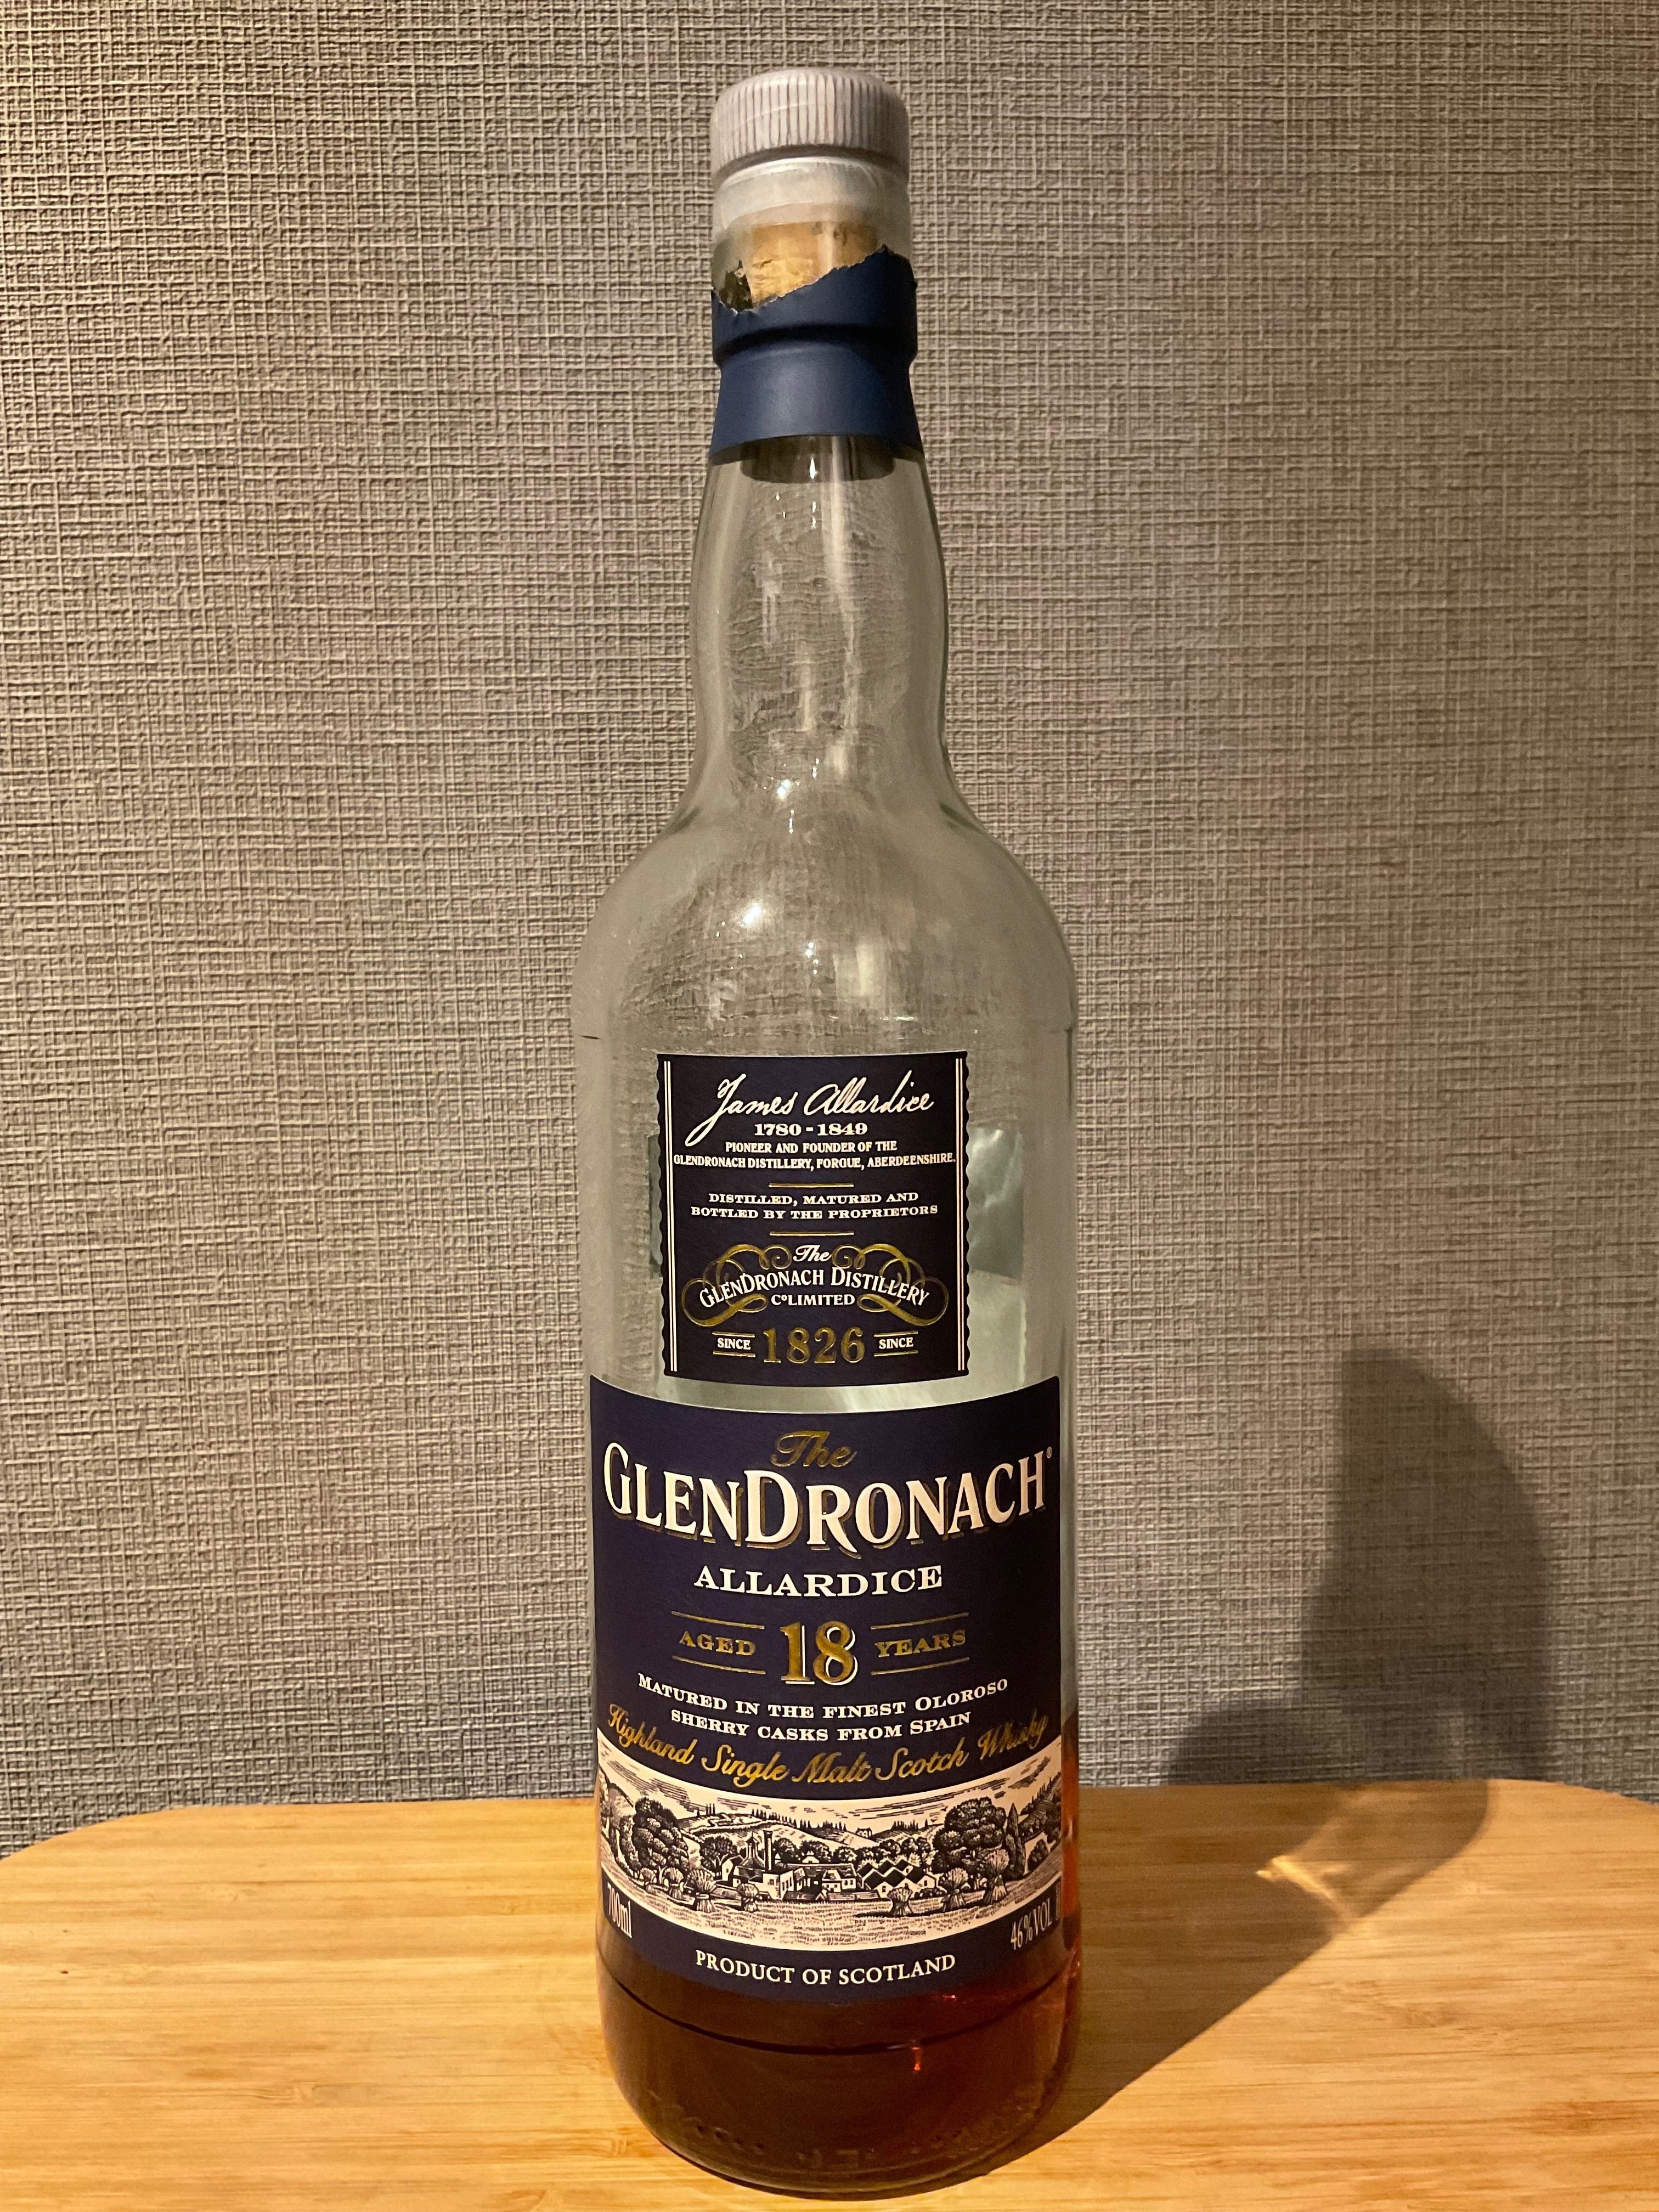 James Allardice
1780 - 1849
PIONEER AND FOUNDER OF THE
GLENDRONACH DISTILLERY, FORGUE, ABERDEENSHIRE.
DISTILLED, MATURED AND
BOTTLED BY THE PROPRIETORS
The
GLENDRONACH DISTILLERY
Cº LIMITED
SINCE 1826 SINCE
The
GLENDRONACH®
ALLARDICE
AGED 18 YEARS
MATURED IN THE FINEST OLOROSO
SHERRY CASKS FROM SPAIN
Highland Single Malt Scotch Whisky
700ml 46%VOL
PRODUCT OF SCOTLAND